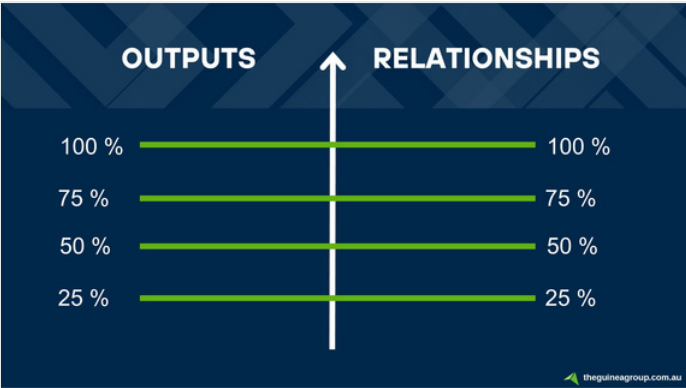 OUTPUTS RELATIONSHIPS
100 % 100 %
75 % 75 %
50 % 50 %
25 % 25 %
theguineagroup.com.au